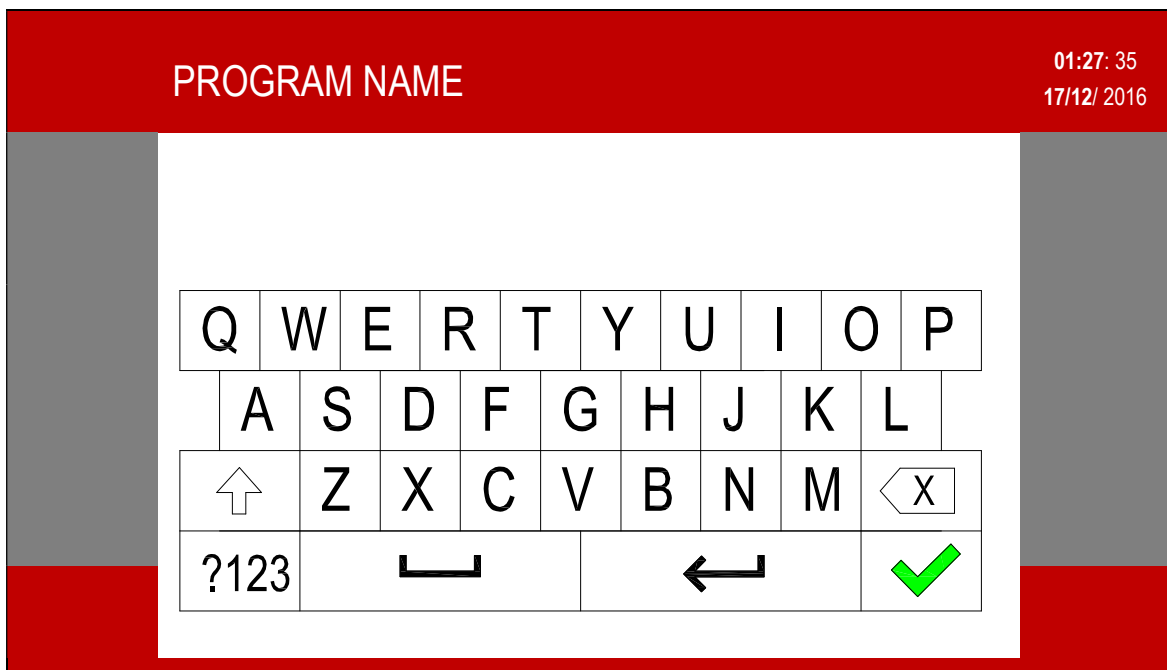 PROGRAM NAME
01:27: 35
17/12/ 2016
Q W E R T Y U I O P
A S D F G H J K L
Z X C V B N M X
?123